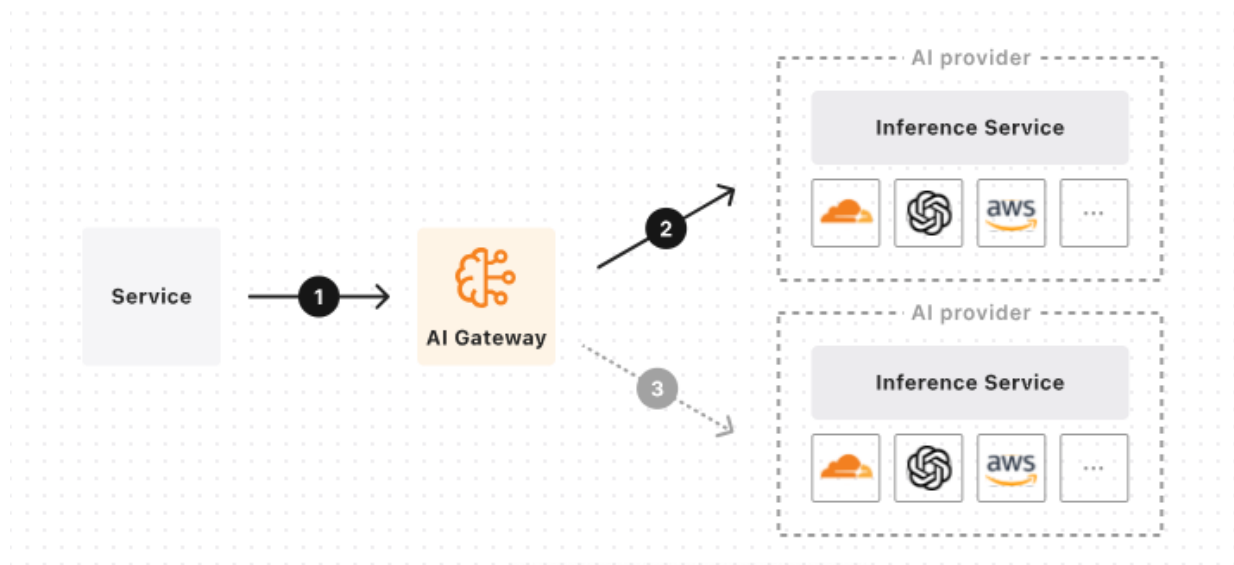 AI provider
Inference Service
aws
...
Service
1
AI Gateway
2
3
AI provider
Inference Service
aws
...